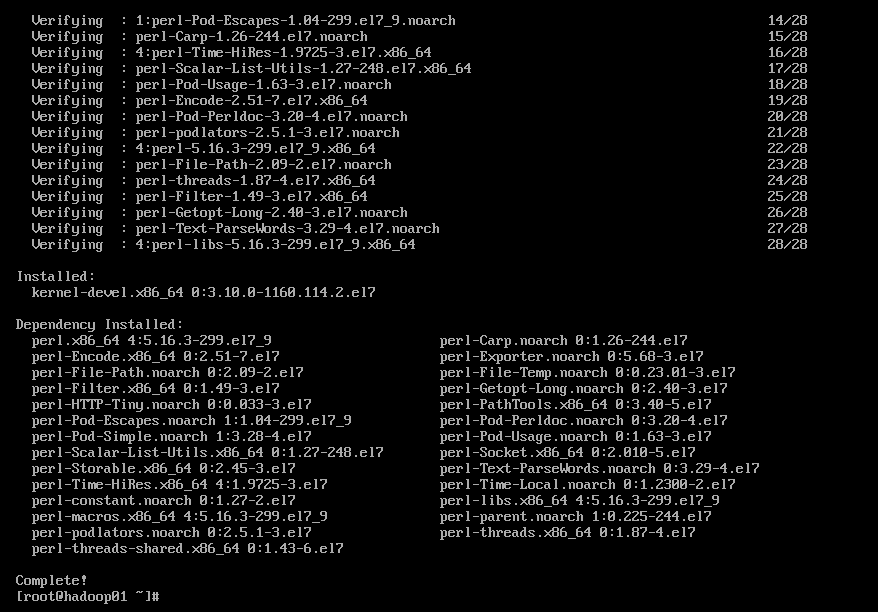 Verifying : 1:perl-Pod-Escapes-1.04-299.el7_9.noarch 14/28
Verifying : perl-Carp-1.26-244.el7.noarch 15/28
Verifying : 4:perl-Time-HiRes-1.9725-3.el7.x86_64 16/28
Verifying : perl-Scalar-List-Utils-1.27-248.el7.x86_64 17/28
Verifying : perl-Pod-Usage-1.63-3.el7.noarch 18/28
Verifying : perl-Encode-2.51-7.el7.x86_64 19/28
Verifying : perl-Pod-Perldoc-3.20-4.el7.noarch 20/28
Verifying : perl-podlators-2.5.1-3.el7.noarch 21/28
Verifying : 4:perl-5.16.3-299.el7_9.x86_64 22/28
Verifying : perl-File-Path-2.09-2.el7.noarch 23/28
Verifying : perl-threads-1.87-4.el7.x86_64 24/28
Verifying : perl-Filter-1.49-3.el7.x86_64 25/28
Verifying : perl-Getopt-Long-2.40-3.el7.noarch 26/28
Verifying : perl-Text-ParseWords-3.29-4.el7.noarch 27/28
Verifying : 4:perl-libs-5.16.3-299.el7_9.x86_64 28/28
Installed:
kernel-devel.x86_64 0:3.10.0-1160.114.2.el7
Dependency Installed:
perl.x86_64 4:5.16.3-299.el7_9 perl-Carp.noarch 0:1.26-244.el7
perl-Encode.x86_64 0:2.51-7.el7 perl-Exporter.noarch 0:5.68-3.el7
perl-File-Path.noarch 0:2.09-2.el7 perl-File-Temp.noarch 0:0.23.01-3.el7
perl-Filter.x86_64 0:1.49-3.el7 perl-Getopt-Long.noarch 0:2.40-3.el7
perl-HTTP-Tiny.noarch 0:0.033-3.el7 perl-PathTools.x86_64 0:3.40-5.el7
perl-Pod-Escapes.noarch 1:1.04-299.el7_9 perl-Pod-Perldoc.noarch 0:3.20-4.el7
perl-Pod-Simple.noarch 1:3.28-4.el7 perl-Pod-Usage.noarch 0:1.63-3.el7
perl-Scalar-List-Utils.x86_64 0:1.27-248.el7 perl-Socket.x86_64 0:2.010-5.el7
perl-Storable.x86_64 0:2.45-3.el7 perl-Text-ParseWords.noarch 0:3.29-4.el7
perl-Time-HiRes.x86_64 4:1.9725-3.el7 perl-Time-Local.noarch 0:1.2300-2.el7
perl-constant.noarch 0:1.27-2.el7 perl-libs.x86_64 4:5.16.3-299.el7_9
perl-macros.x86_64 4:5.16.3-299.el7_9 perl-parent.noarch 1:0.225-244.el7
perl-podlators.noarch 0:2.5.1-3.el7 perl-threads.x86_64 0:1.87-4.el7
perl-threads-shared.x86_64 0:1.43-6.el7
Complete!
[root@hadoop01 ~]#